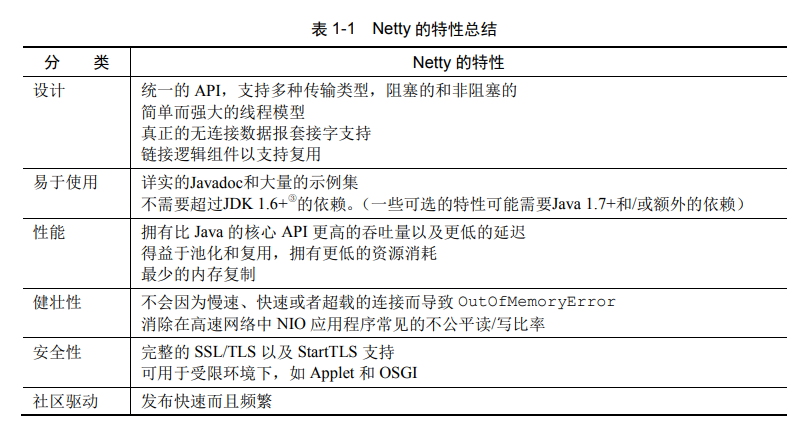 表 1-1 Netty 的特性总结
分 类 Netty 的特性
设计 统一的 API，支持多种传输类型，阻塞的和非阻塞的
简单而强大的线程模型
真正的无连接数据报套接字支持
链接逻辑组件以支持复用
易于使用 详实的Javadoc和大量的示例集
不需要超过JDK 1.6+③的依赖。（一些可选的特性可能需要Java 1.7+和/或额外的依赖）
性能 拥有比 Java 的核心 API 更高的吞吐量以及更低的延迟
得益于池化和复用，拥有更低的资源消耗
最少的内存复制
健壮性 不会因为慢速、快速或者超载的连接而导致 OutOfMemoryError
消除在高速网络中 NIO 应用程序常见的不公平读/写比率
安全性 完整的 SSL/TLS 以及 StartTLS 支持
可用于受限环境下，如 Applet 和 OSGI
社区驱动 发布快速而且频繁